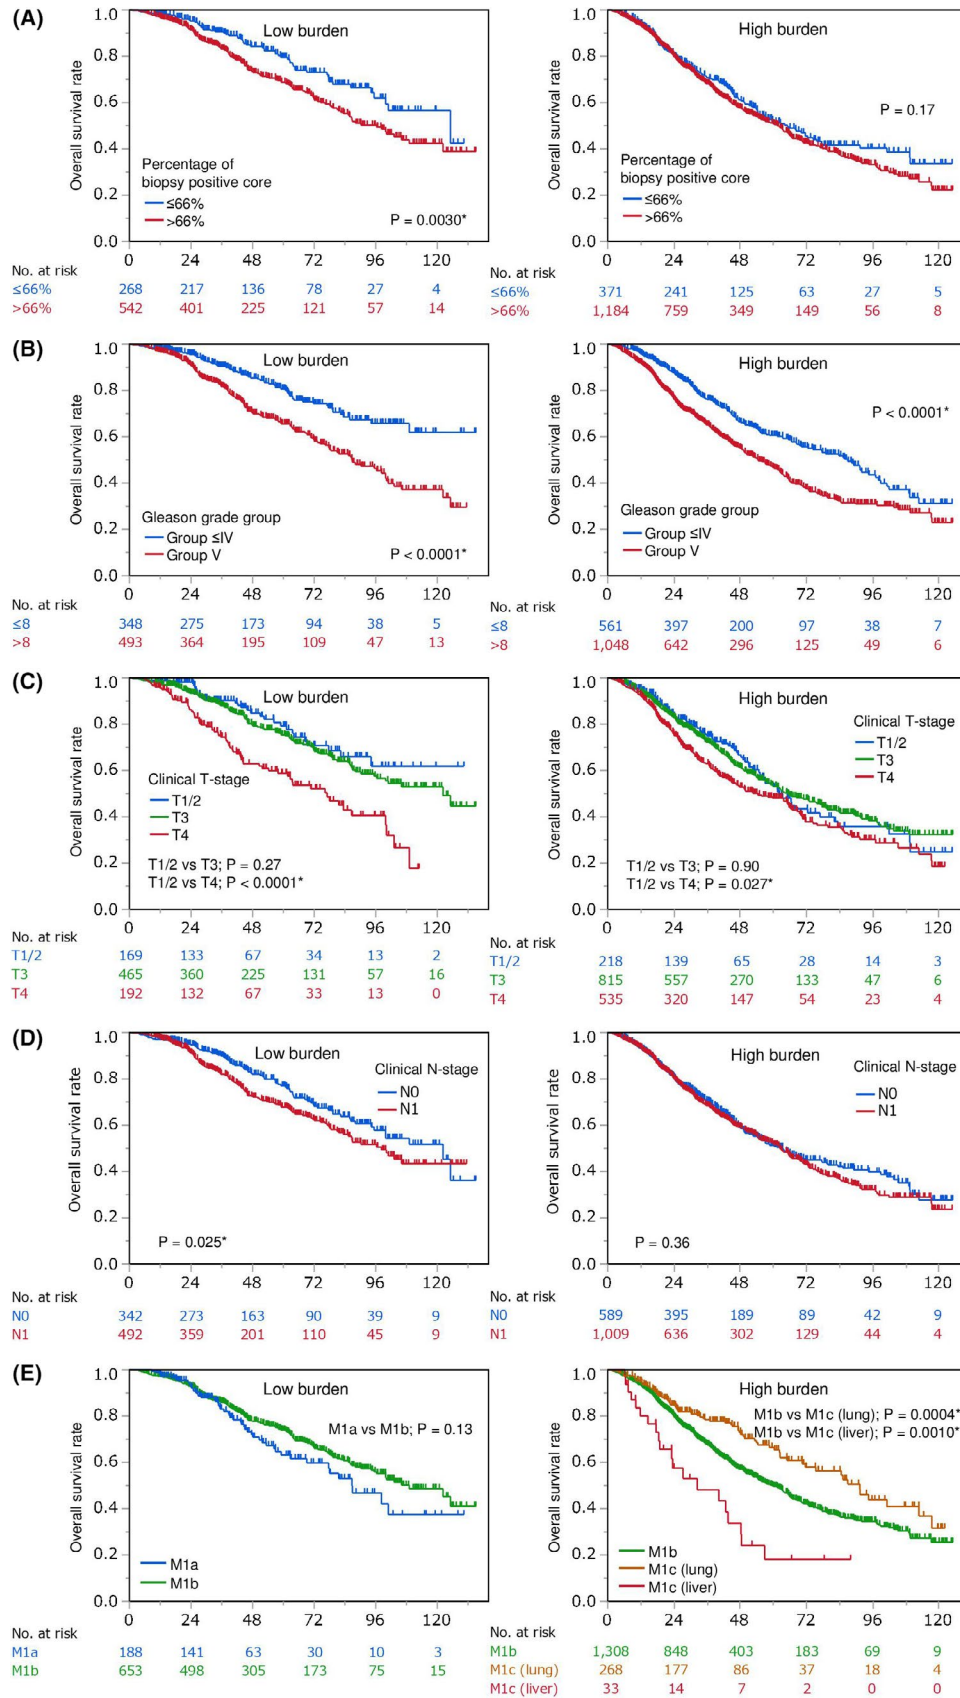 (A)
Overall survival rate
1.0
0.8
0.6
0.4
0.2
0.0
Low burden
Percentage of
biopsy positive core
≤66%
>66%
P = 0.0030*
0 24 48 72 96 120
No. at risk
≤66% 268 217 136 78 27 4
>66% 542 401 225 121 57 14
Overall survival rate
1.0
0.8
0.6
0.4
0.2
0.0
High burden
P = 0.17
Percentage of
biopsy positive core
≤66%
>66%
0 24 48 72 96 120
No. at risk
≤66% 371 241 125 63 27 5
>66% 1,184 759 349 149 56 8
(B)
Overall survival rate
1.0
0.8
0.6
0.4
0.2
0.0
Low burden
Gleason grade group
Group ≤IV
Group V
P < 0.0001*
0 24 48 72 96 120
No. at risk
≤8 348 275 173 94 38 5
>8 493 364 195 109 47 13
Overall survival rate
1.0
0.8
0.6
0.4
0.2
0.0
High burden
P < 0.0001*
Gleason grade group
Group ≤IV
Group V
0 24 48 72 96 120
No. at risk
≤8 561 397 200 97 38 7
>8 1,048 642 296 125 49 6
(C)
Overall survival rate
1.0
0.8
0.6
0.4
0.2
0.0
Low burden
Clinical T-stage
T1/2
T3
T4
T1/2 vs T3; P = 0.27
T1/2 vs T4; P < 0.0001*
0 24 48 72 96 120
No. at risk
T1/2 169 133 67 34 13 2
T3 465 360 225 131 57 16
T4 192 132 67 33 13 0
Overall survival rate
1.0
0.8
0.6
0.4
0.2
0.0
High burden
Clinical T-stage
T1/2
T3
T4
T1/2 vs T3; P = 0.90
T1/2 vs T4; P = 0.027*
0 24 48 72 96 120
No. at risk
T1/2 218 139 65 28 14 3
T3 815 557 270 133 47 6
T4 535 320 147 54 23 4
(D)
Overall survival rate
1.0
0.8
0.6
0.4
0.2
0.0
Low burden
Clinical N-stage
N0
N1
P = 0.025*
0 24 48 72 96 120
No. at risk
N0 342 273 163 90 39 9
N1 492 359 201 110 45 9
Overall survival rate
1.0
0.8
0.6
0.4
0.2
0.0
High burden
Clinical N-stage
N0
N1
P = 0.36
0 24 48 72 96 120
No. at risk
N0 589 395 189 89 42 9
N1 1,009 636 302 129 44 4
(E)
Overall survival rate
1.0
0.8
0.6
0.4
0.2
0.0
Low burden
M1a vs M1b; P = 0.13
M1a
M1b
0 24 48 72 96 120
No. at risk
M1a 188 141 63 30 10 3
M1b 653 498 305 173 75 15
Overall survival rate
1.0
0.8
0.6
0.4
0.2
0.0
High burden
M1b vs M1c (lung); P = 0.0004*
M1b vs M1c (liver); P = 0.0010*
M1b
M1c (lung)
M1c (liver)
0 24 48 72 96 120
No. at risk
M1b 1,308 848 403 183 69 9
M1c (lung) 268 177 86 37 18 4
M1c (liver) 33 14 7 2 0 0